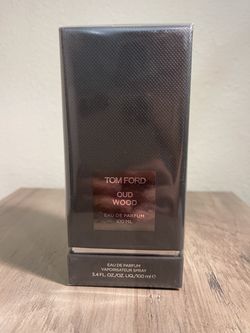 TOM FORD
OUD
WOOD
EAU DE PARFUM
100 ML
EAU DE PARFUM
VAPORISATEUR SPRAY
3.4 FL.OZ./OZ. LIQ./100 ml ℮